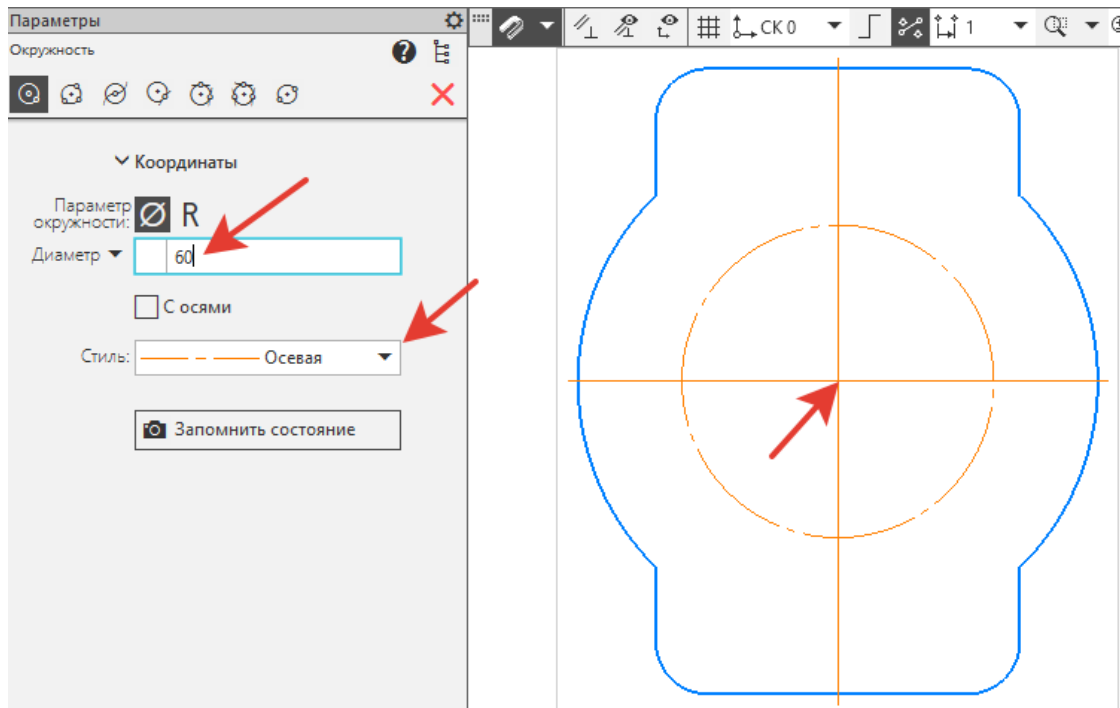 Параметры
СК 0
1
Окружность
?
Координаты
Параметр
окружности:
Ø R
Диаметр
60
С осями
Стиль:
Осевая
Запомнить состояние